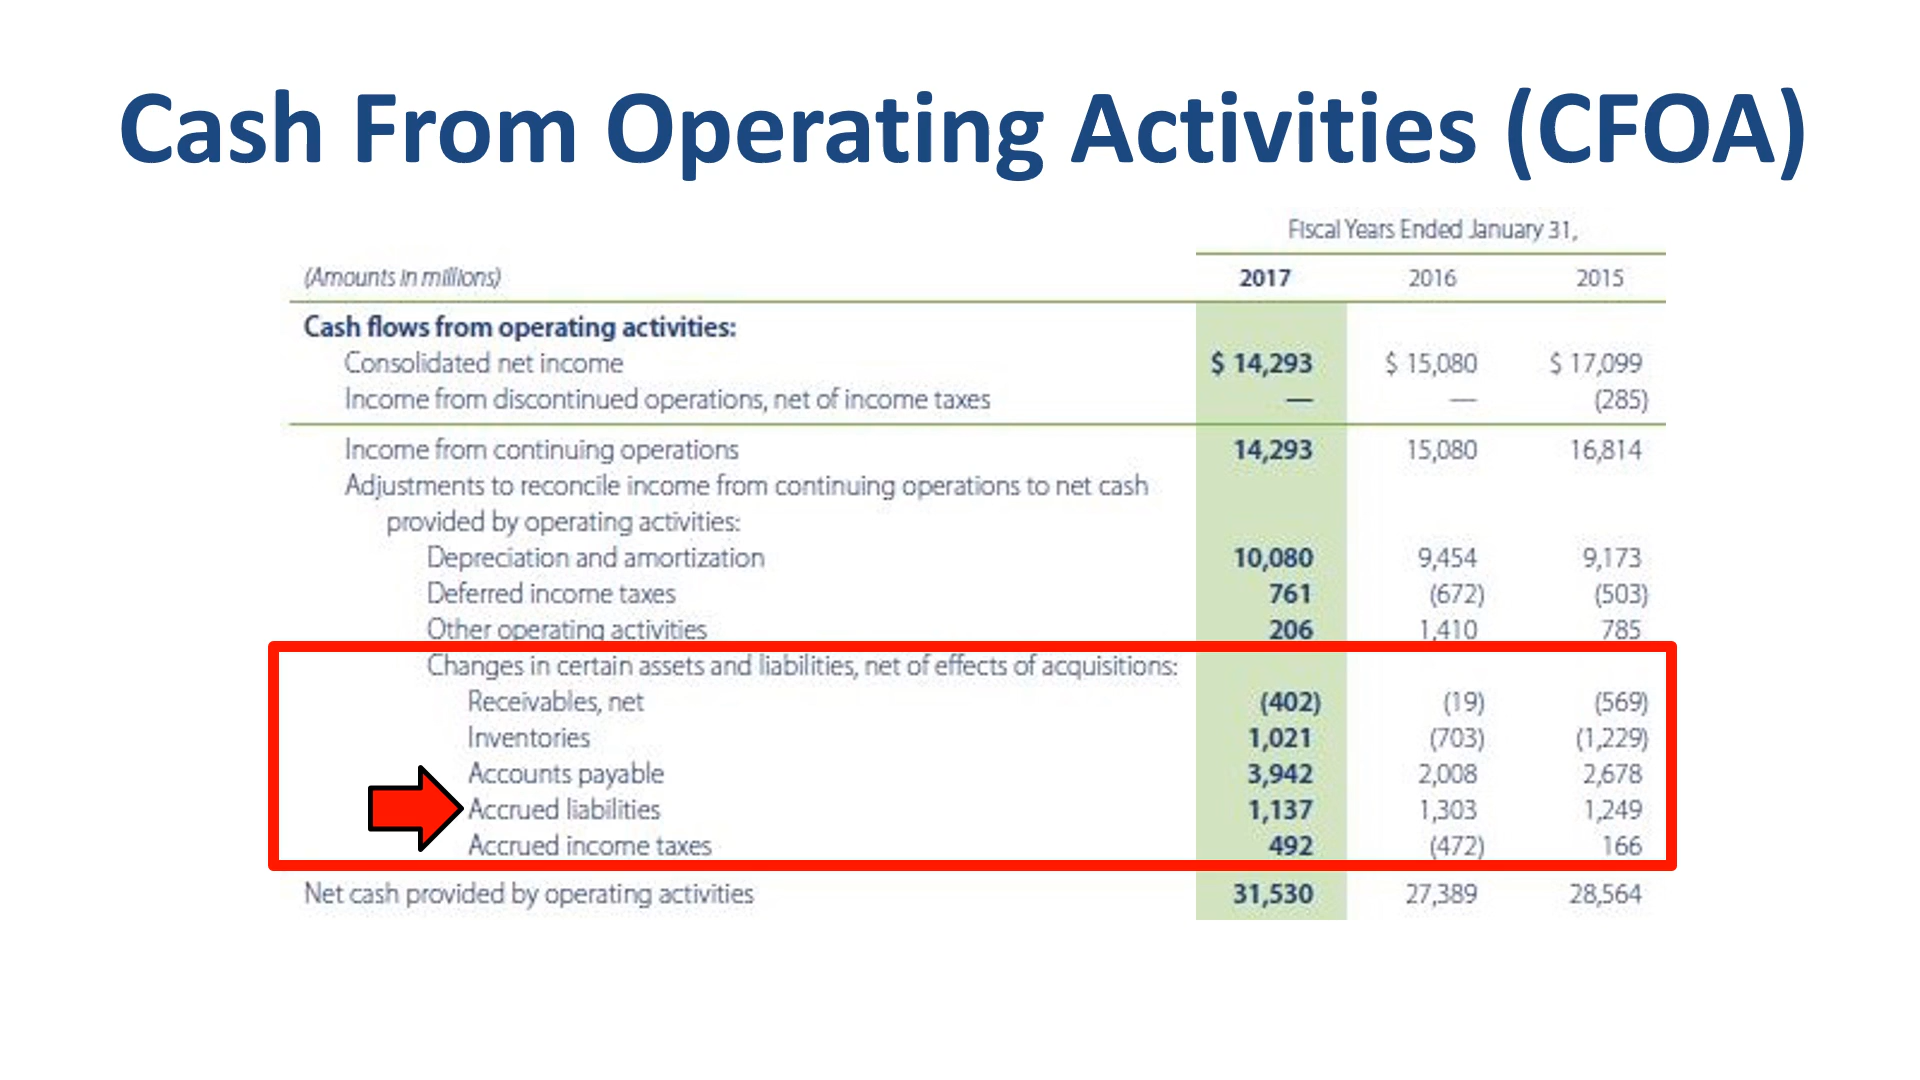 Cash From Operating Activities (CFOA)
Fiscal Years Ended January 31,
(Amounts in millions) 2017 2016 2015
Cash flows from operating activities:
Consolidated net income $ 14,293 $ 15,080 $ 17,099
Income from discontinued operations, net of income taxes — — (285)
Income from continuing operations 14,293 15,080 16,814
Adjustments to reconcile income from continuing operations to net cash
provided by operating activities:
Depreciation and amortization 10,080 9,454 9,173
Deferred income taxes 761 (672) (503)
Other operating activities 206 1,410 785
Changes in certain assets and liabilities, net of effects of acquisitions:
Receivables, net (402) (19) (569)
Inventories 1,021 (703) (1,229)
Accounts payable 3,942 2,008 2,678
Accrued liabilities 1,137 1,303 1,249
Accrued income taxes 492 (472) 166
Net cash provided by operating activities 31,530 27,389 28,564